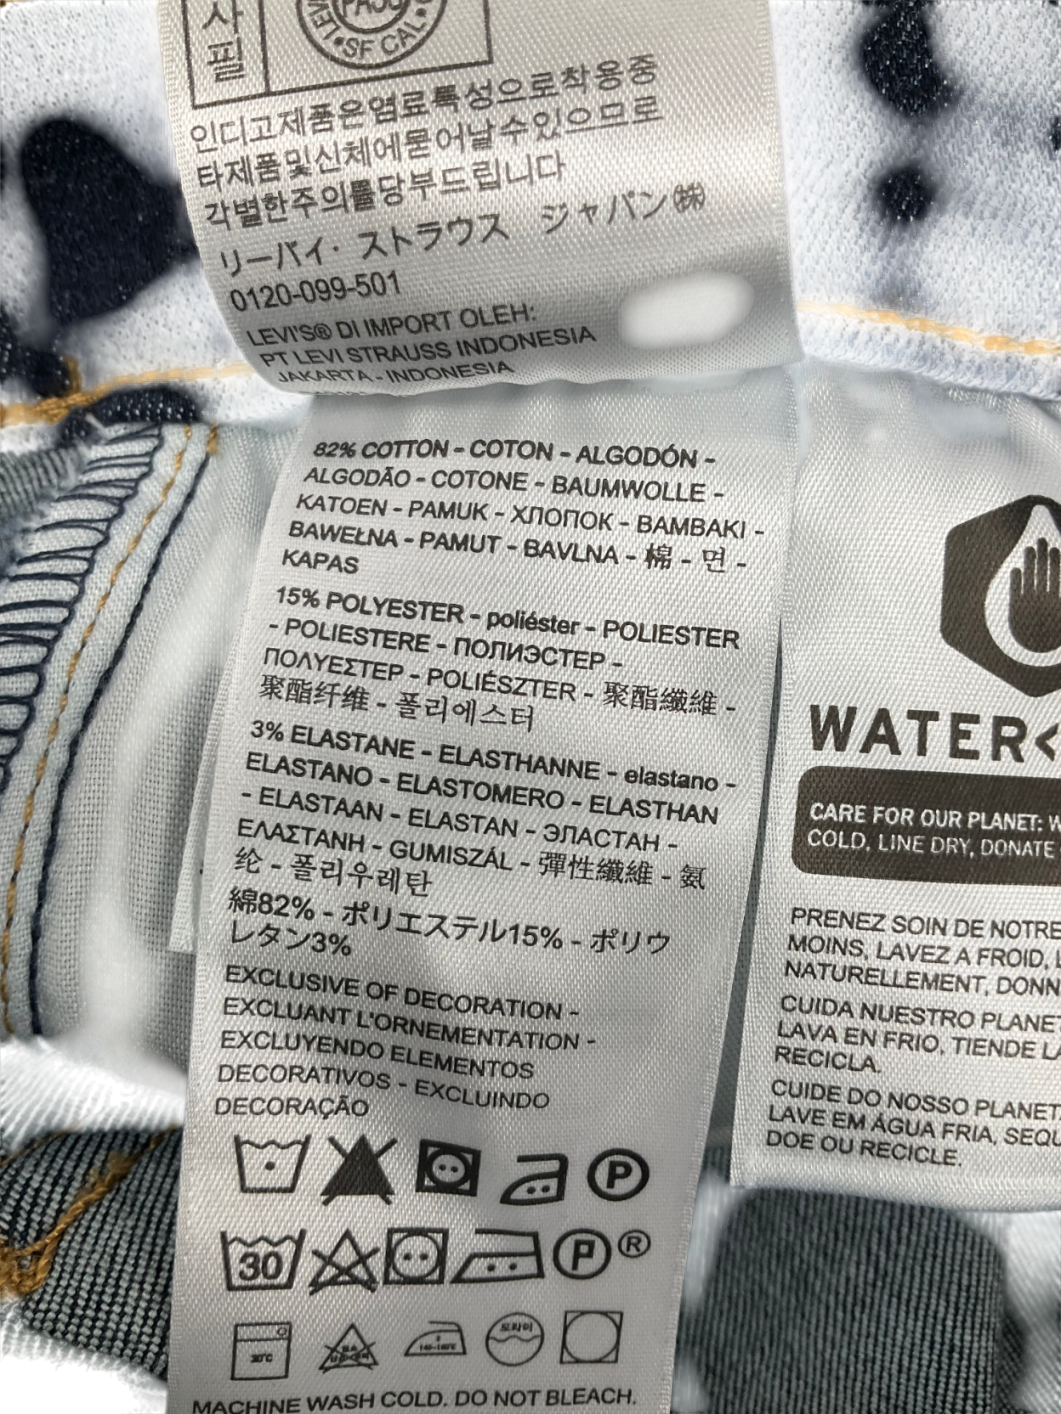 사
필
SF CAL
인디고제품은염료특성으로착용중
타제품및신체에묻어날수있으므로
각별한주의를당부드립니다
リーバイ・ストラウス ジャパン㈱
0120-099-501
LEVI'S® DI IMPORT OLEH:
PT LEVI STRAUSS INDONESIA
JAKARTA - INDONESIA
82% COTTON - COTON - ALGODÓN -
ALGODÃO - COTONE - BAUMWOLLE -
KATOEN - PAMUK - ХЛОПОК - BAMBAKI -
BAWEŁNA - PAMUT - BAVLNA - 棉 - 면 -
KAPAS
15% POLYESTER - poliéster - POLIESTER
- POLIESTERE - ПОЛИЭСТЕР -
ΠΟΛΥΕΣΤΕΡ - POLIÉSZTER - 聚酯纖維 -
聚酯纤维 - 폴리에스터
3% ELASTANE - ELASTHANNE - elastano -
ELASTANO - ELASTOMERO - ELASTHAN
- ELASTAAN - ELASTAN - ЭЛАСТАН -
ΕΛΑΣΤΑΝΗ - GUMISZÁL - 彈性纖維 - 氨
纶 - 폴리우레탄
綿82% - ポリエステル15% - ポリウ
レタン3%
EXCLUSIVE OF DECORATION -
EXCLUANT L'ORNEMENTATION -
EXCLUYENDO ELEMENTOS
DECORATIVOS - EXCLUINDO
DECORAÇÃO
P
30 P ®
30℃ 드라이
MACHINE WASH COLD. DO NOT BLEACH.
WATER<
CARE FOR OUR PLANET: W
COLD, LINE DRY, DONATE
PRENEZ SOIN DE NOTRE
MOINS, LAVEZ A FROID, L
NATURELLEMENT, DONN
CUIDA NUESTRO PLANE
LAVA EN FRIO, TIENDE LA
RECICLA.
CUIDE DO NOSSO PLANET
LAVE EM ÁGUA FRIA, SEQU
DOE OU RECICLE.